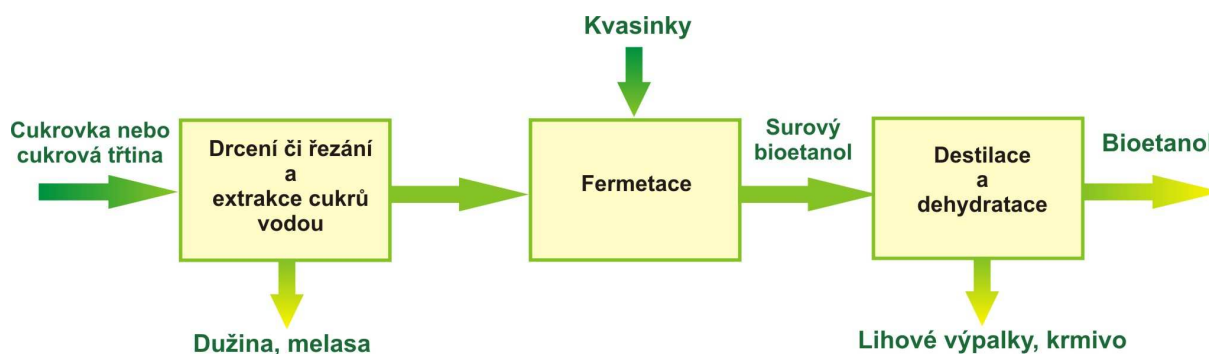 Kvasinky
Cukrovka nebo
cukrová třtina
Drcení či řezání
a
extrakce cukrů
vodou
Fermetace
Surový
bioetanol
Destilace
a
dehydratace
Bioetanol
Dužina, melasa
Lihové výpalky, krmivo